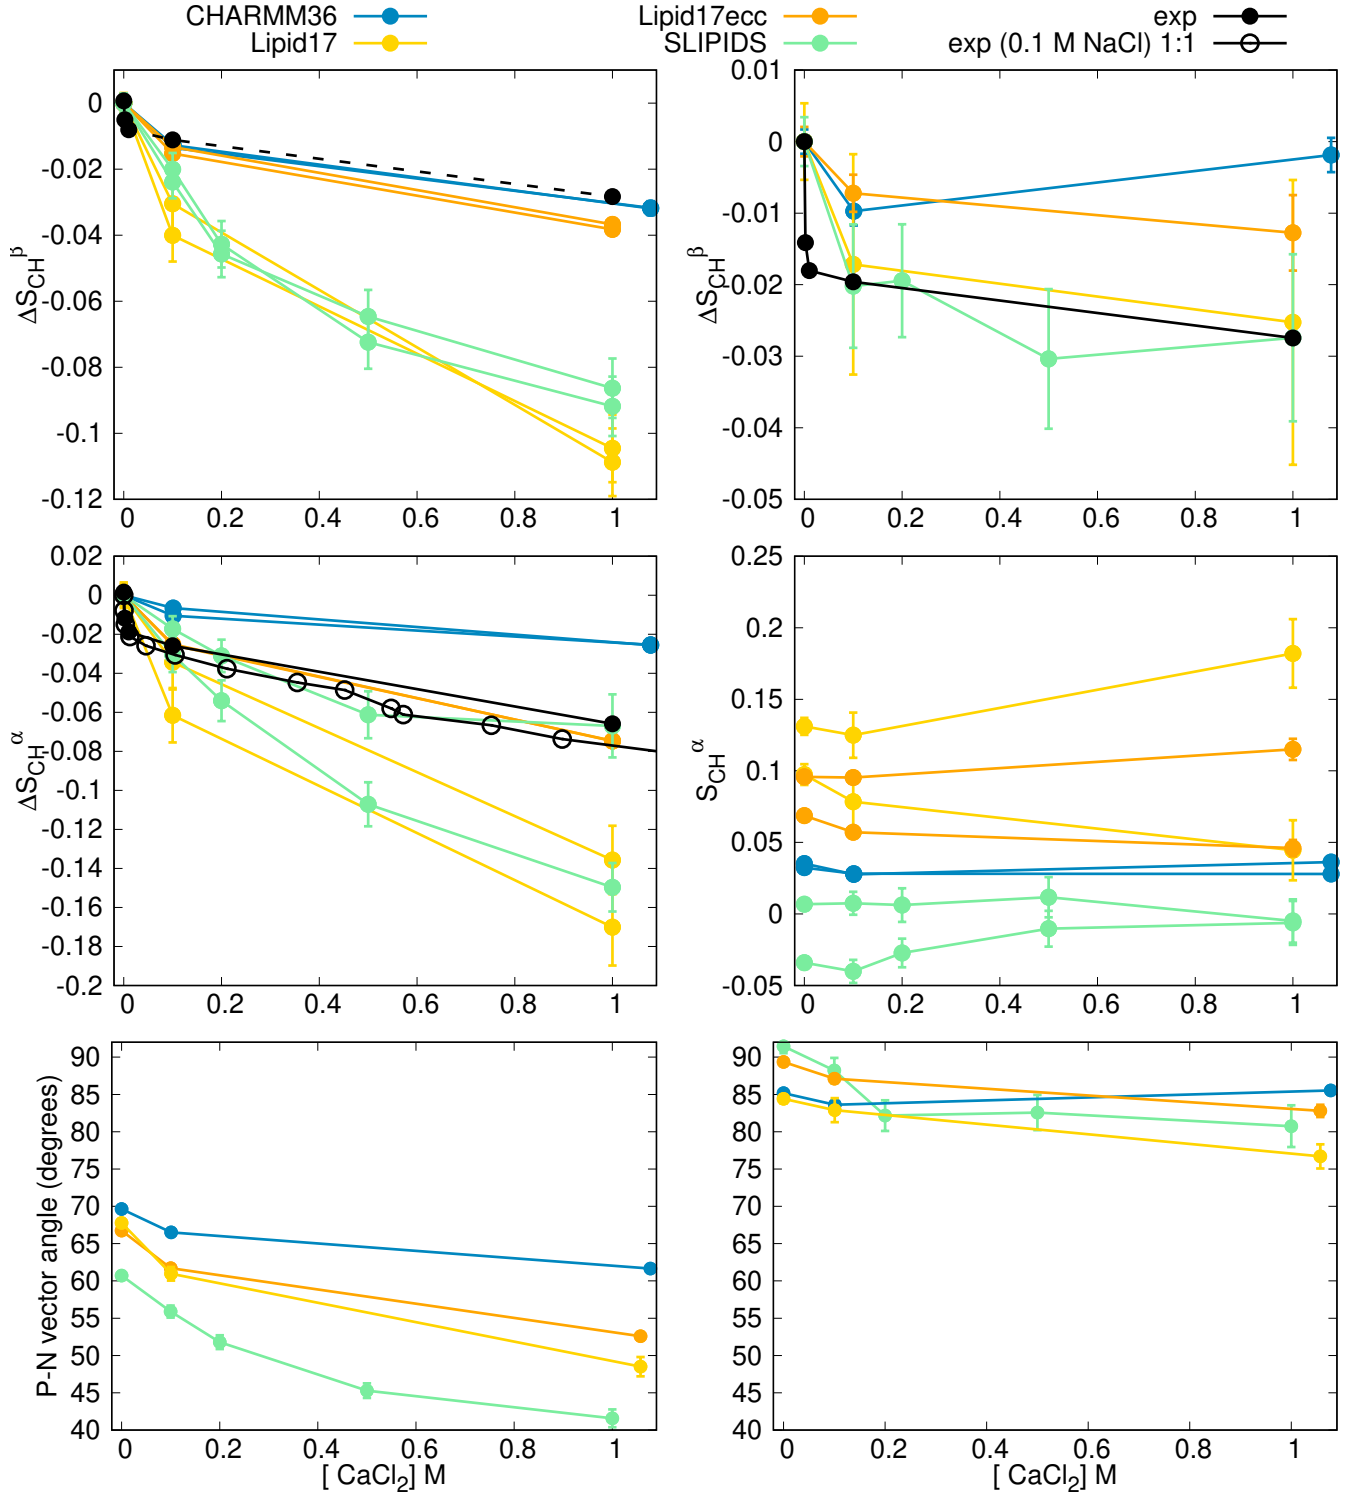 CHARMM36
Lipid17
Lipid17ecc
SLIPIDS
exp
exp (0.1 M NaCl) 1:1
ΔS_CH^β
0
-0.02
-0.04
-0.06
-0.08
-0.1
-0.12
0 0.2 0.4 0.6 0.8 1
ΔS_CH^β
0.01
0
-0.01
-0.02
-0.03
-0.04
-0.05
0 0.2 0.4 0.6 0.8 1
ΔS_CH^α
0.02
0
-0.02
-0.04
-0.06
-0.08
-0.1
-0.12
-0.14
-0.16
-0.18
-0.2
0 0.2 0.4 0.6 0.8 1
S_CH^α
0.25
0.2
0.15
0.1
0.05
0
-0.05
0 0.2 0.4 0.6 0.8 1
P-N vector angle (degrees)
90
85
80
75
70
65
60
55
50
45
40
0 0.2 0.4 0.6 0.8 1
[ CaCl₂] M
90
85
80
75
70
65
60
55
50
45
40
0 0.2 0.4 0.6 0.8 1
[ CaCl₂] M